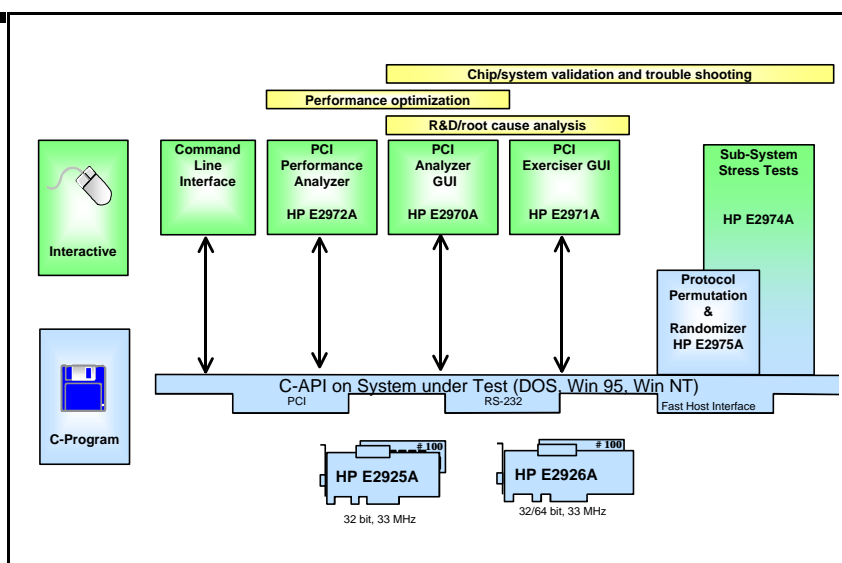 Chip/system validation and trouble shooting
Performance optimization
R&D/root cause analysis
Interactive
Command
Line
Interface
PCI
Performance
Analyzer
HP E2972A
PCI
Analyzer
GUI
HP E2970A
PCI
Exerciser GUI
HP E2971A
Sub-System
Stress Tests
HP E2974A
Protocol
Permutation
&
Randomizer
HP E2975A
C-Program
C-API on System under Test (DOS, Win 95, Win NT)
PCI
RS-232
Fast Host Interface
# 100
HP E2925A
32 bit, 33 MHz
# 100
HP E2926A
32/64 bit, 33 MHz